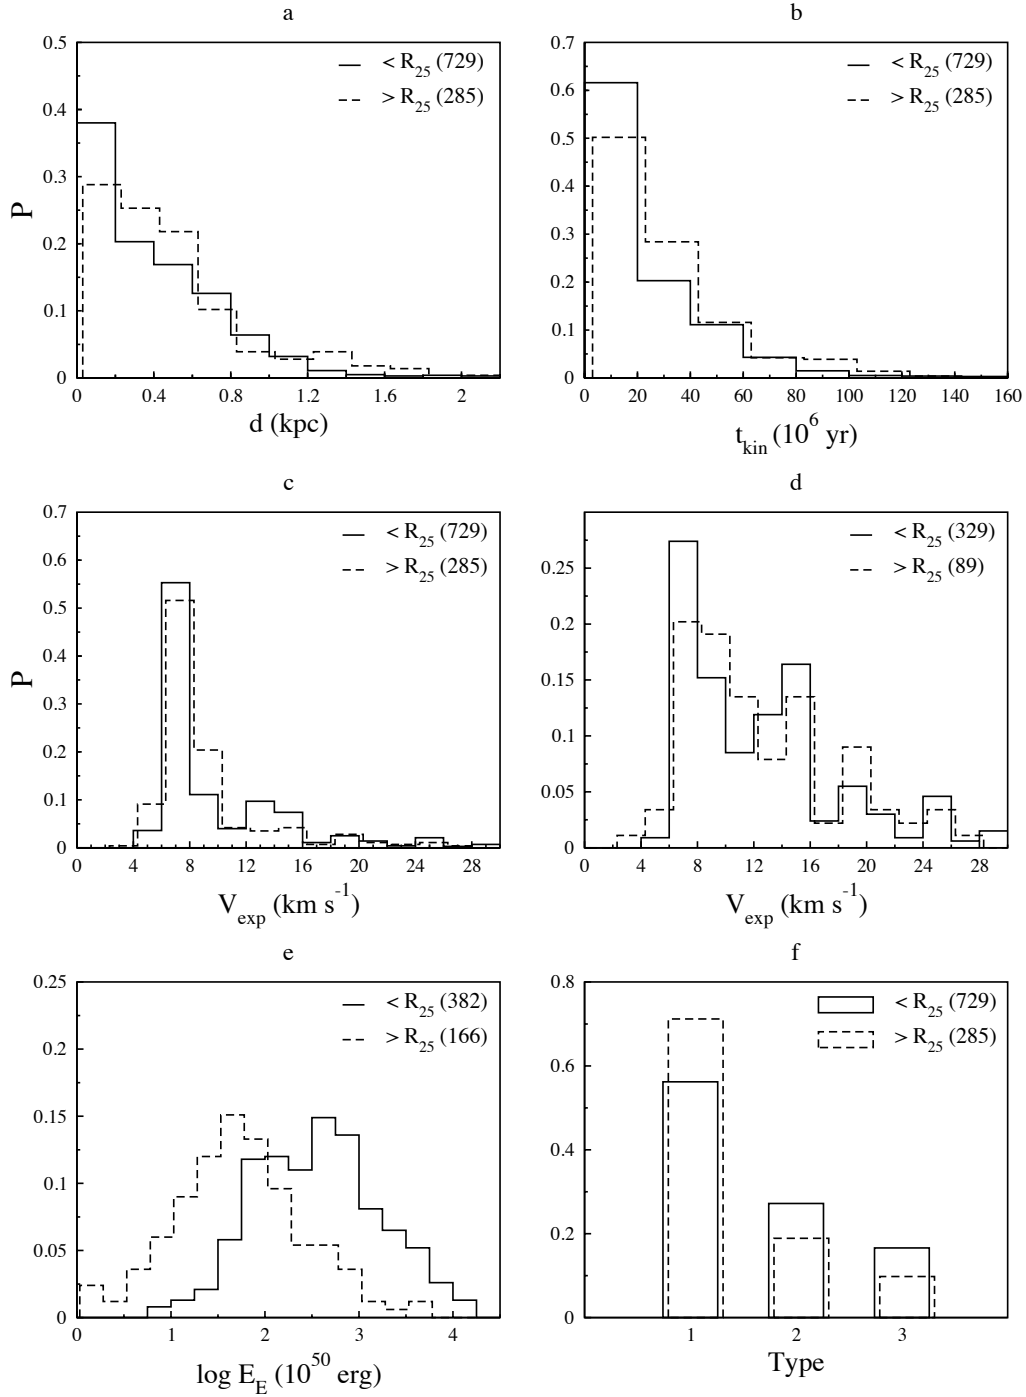 a
0.5
0.4
0.3
0.2
0.1
0
P
< R25 (729)
> R25 (285)
0 0.4 0.8 1.2 1.6 2
d (kpc)
b
0.7
0.6
0.5
0.4
0.3
0.2
0.1
0
< R25 (729)
> R25 (285)
0 20 40 60 80 100 120 140 160
tkin (10^6 yr)
c
0.7
0.6
0.5
0.4
0.3
0.2
0.1
0
P
< R25 (729)
> R25 (285)
0 4 8 12 16 20 24 28
Vexp (km s^-1)
d
0.25
0.2
0.15
0.1
0.05
0
< R25 (329)
> R25 (89)
0 4 8 12 16 20 24 28
Vexp (km s^-1)
e
0.25
0.2
0.15
0.1
0.05
0
< R25 (382)
> R25 (166)
0 1 2 3 4
log EE (10^50 erg)
f
0.8
0.6
0.4
0.2
0
< R25 (729)
> R25 (285)
1 2 3
Type